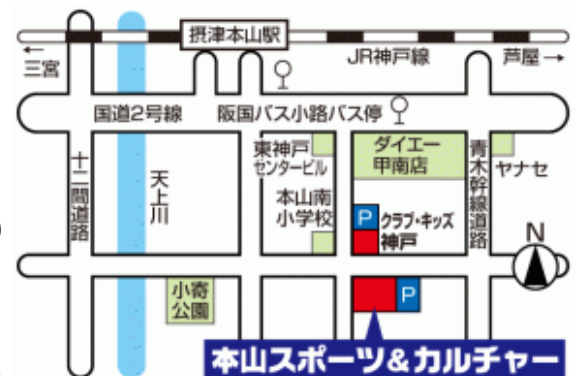 摂津本山駅
←
三宮
JR神戸線
芦屋→
国道2号線
阪国バス小路バス停
十二間道路
天上川
東神戸
センタービル
ダイエー
甲南店
青木幹線道路
ヤナセ
本山南
小学校
P
クラブ・キッズ
神戸
N
小寄
公園
P
本山スポーツ&カルチャー